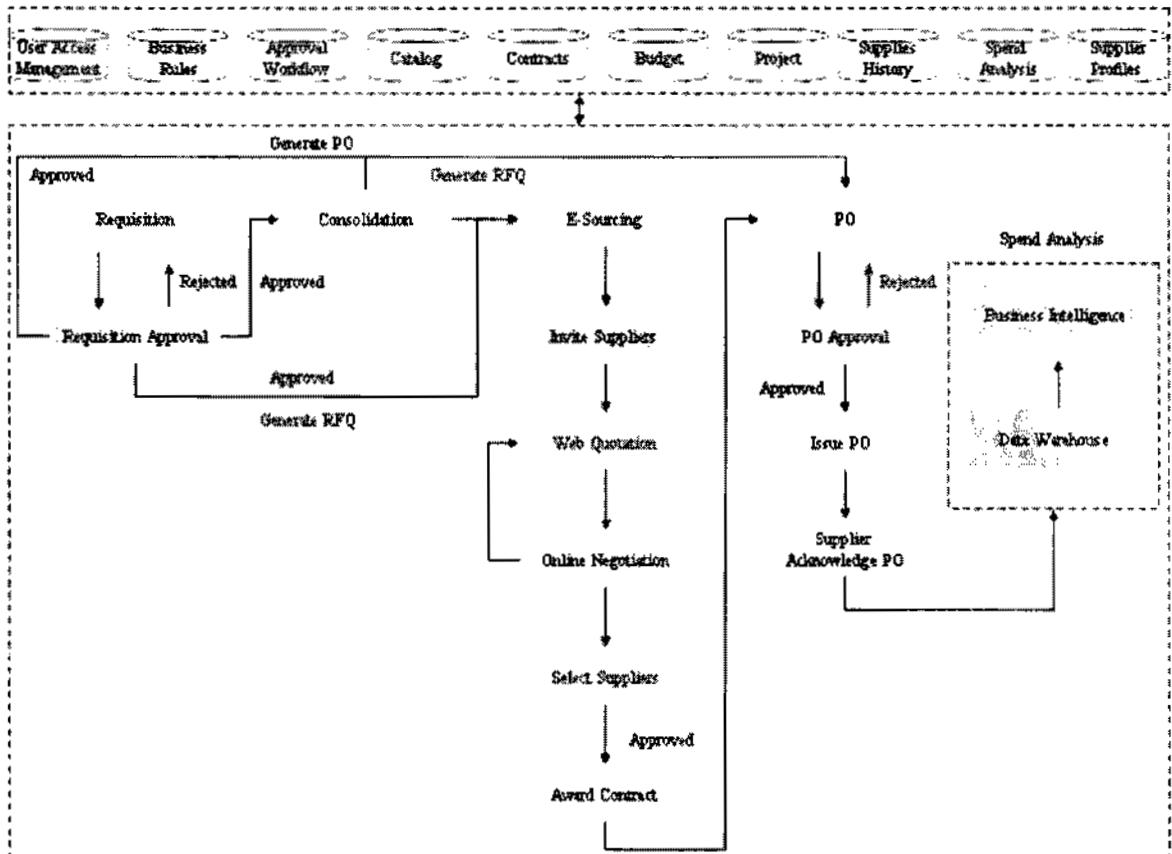 User Access
Management
Business
Rules
Approval
Workflow
Catalog
Contracts
Budget
Project
Supplies
History
Spend
Analysis
Supplier
Profiles
Generate PO
Approved
Generate RFQ
Requisition
Consolidation
E-Sourcing
PO
Spend Analysis
Rejected
Approved
Rejected
Business Intelligence
Requisition Approval
Invite Suppliers
PO Approval
Approved
Approved
Generate RFQ
Web Quotation
Issue PO
Data Warehouse
Online Negotiation
Supplier
Acknowledge PO
Select Suppliers
Approved
Award Contract